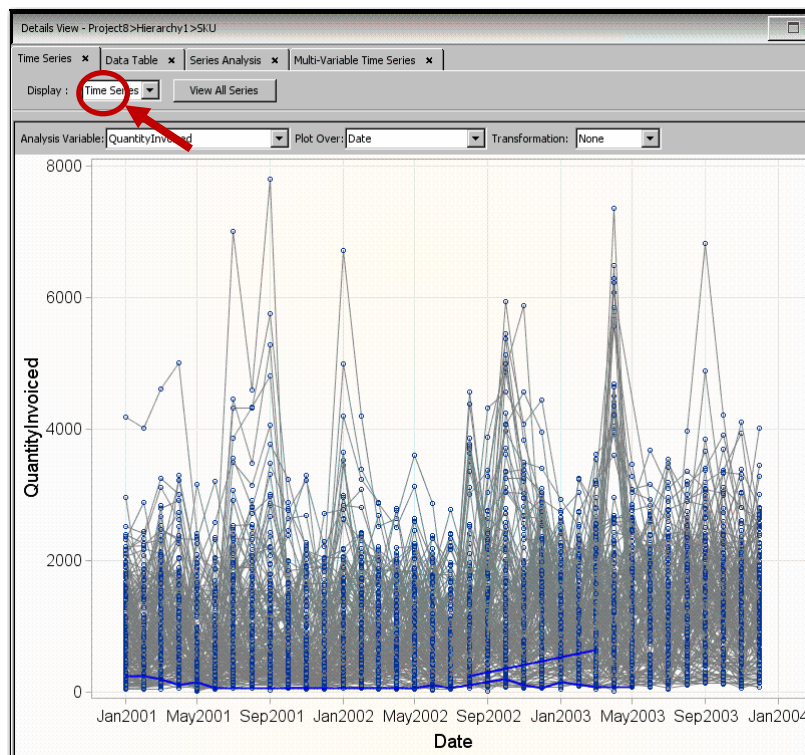 Details View - Project8>Hierarchy1>SKU
Time Series × Data Table × Series Analysis × Multi-Variable Time Series ×
Display : Time Series View All Series
Analysis Variable: QuantityInvoiced Plot Over: Date Transformation: None
8000
6000
4000
2000
0
QuantityInvoiced
Jan2001 May2001 Sep2001 Jan2002 May2002 Sep2002 Jan2003 May2003 Sep2003 Jan2004
Date